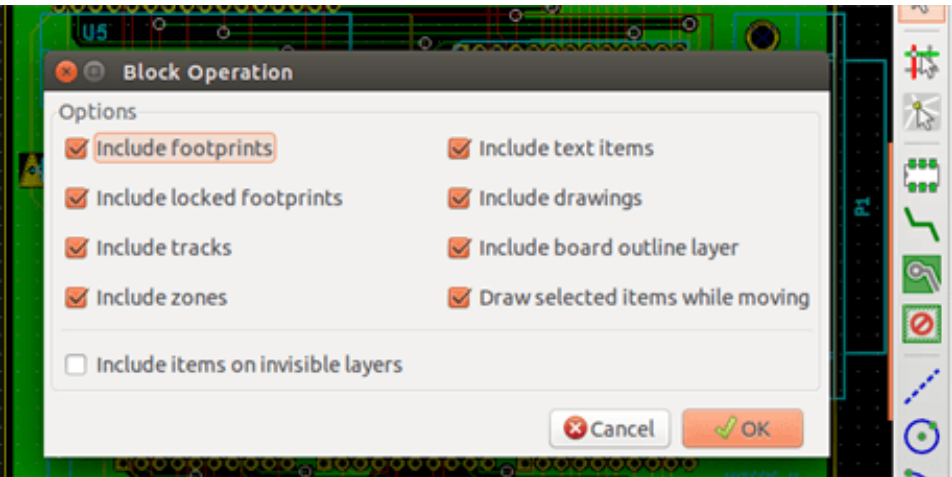 U5
Block Operation
Options
Include footprints
Include text items
Include locked footprints
Include drawings
Include tracks
Include board outline layer
Include zones
Draw selected items while moving
Include items on invisible layers
Cancel
OK
P1